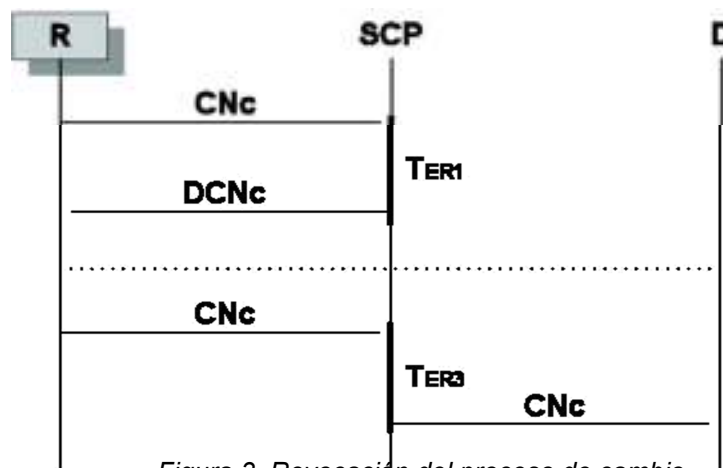 R SCP D
CNc
TER1
DCNc
CNc
TER3
CNc
Figura 3. Revocación del proceso de cambio